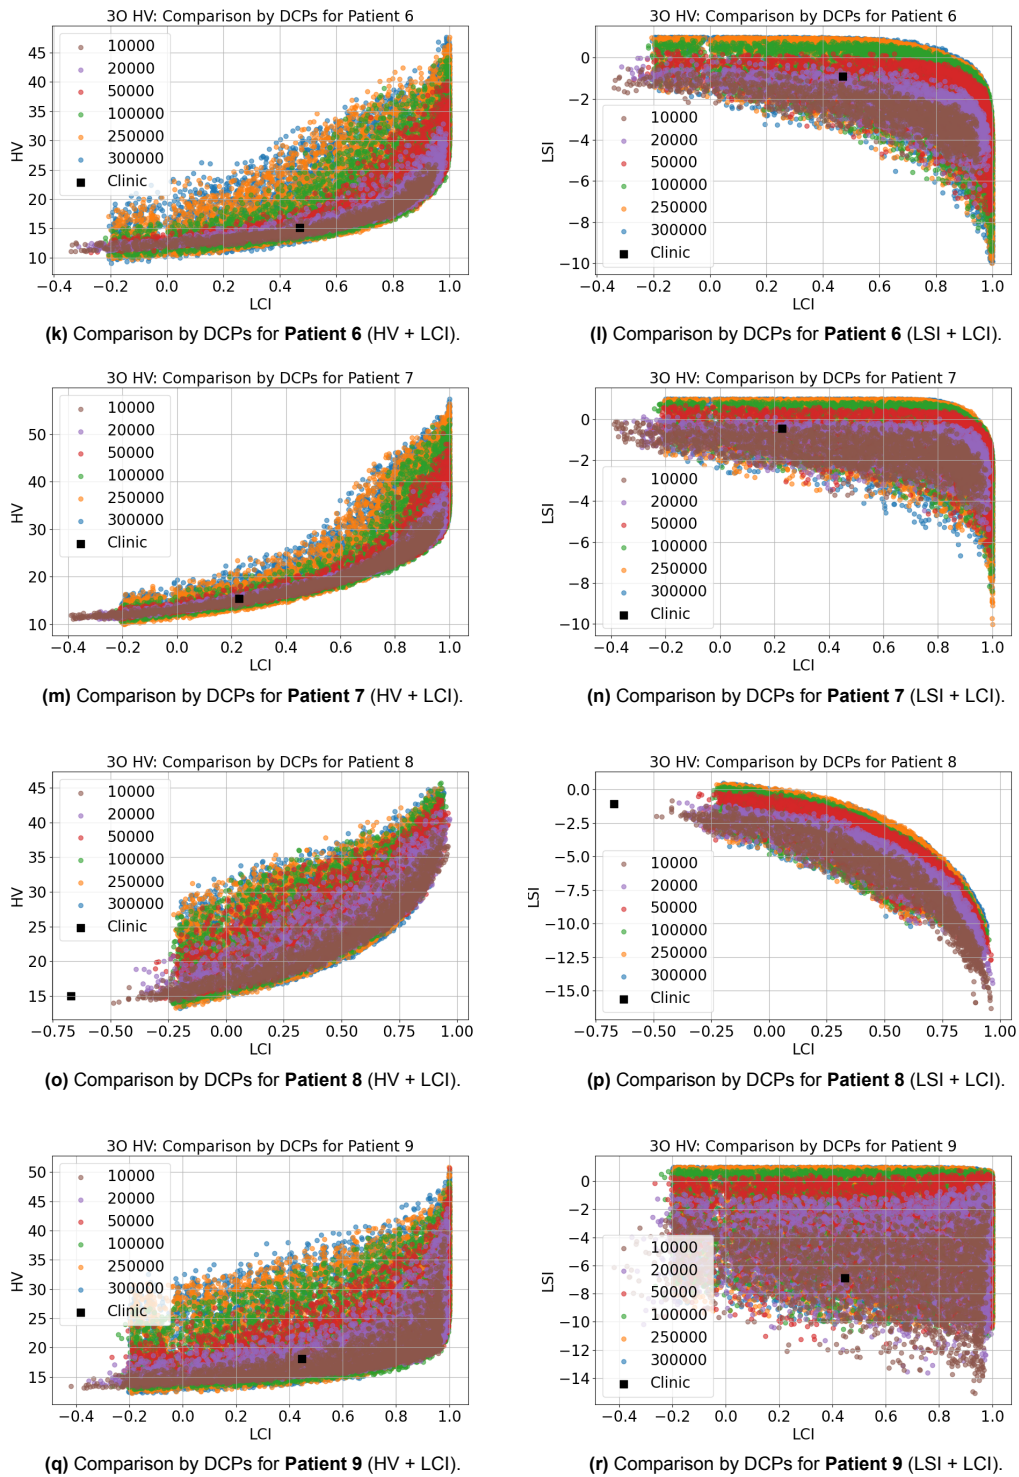 3O HV: Comparison by DCPs for Patient 6
HV
45
40
35
30
25
20
15
10
10000
20000
50000
100000
250000
300000
Clinic
−0.4 −0.2 0.0 0.2 0.4 0.6 0.8 1.0
LCI
(k) Comparison by DCPs for Patient 6 (HV + LCI).
3O HV: Comparison by DCPs for Patient 6
LSI
0
−2
−4
−6
−8
−10
10000
20000
50000
100000
250000
300000
Clinic
−0.4 −0.2 0.0 0.2 0.4 0.6 0.8 1.0
LCI
(l) Comparison by DCPs for Patient 6 (LSI + LCI).
3O HV: Comparison by DCPs for Patient 7
HV
50
40
30
20
10
10000
20000
50000
100000
250000
300000
Clinic
−0.4 −0.2 0.0 0.2 0.4 0.6 0.8 1.0
LCI
(m) Comparison by DCPs for Patient 7 (HV + LCI).
3O HV: Comparison by DCPs for Patient 7
LSI
0
−2
−4
−6
−8
−10
10000
20000
50000
100000
250000
300000
Clinic
−0.4 −0.2 0.0 0.2 0.4 0.6 0.8 1.0
LCI
(n) Comparison by DCPs for Patient 7 (LSI + LCI).
3O HV: Comparison by DCPs for Patient 8
HV
45
40
35
30
25
20
15
10000
20000
50000
100000
250000
300000
Clinic
−0.75 −0.50 −0.25 0.00 0.25 0.50 0.75 1.00
LCI
(o) Comparison by DCPs for Patient 8 (HV + LCI).
3O HV: Comparison by DCPs for Patient 8
LSI
0.0
−2.5
−5.0
−7.5
−10.0
−12.5
−15.0
10000
20000
50000
100000
250000
300000
Clinic
−0.75 −0.50 −0.25 0.00 0.25 0.50 0.75 1.00
LCI
(p) Comparison by DCPs for Patient 8 (LSI + LCI).
3O HV: Comparison by DCPs for Patient 9
HV
50
45
40
35
30
25
20
15
10000
20000
50000
100000
250000
300000
Clinic
−0.4 −0.2 0.0 0.2 0.4 0.6 0.8 1.0
LCI
(q) Comparison by DCPs for Patient 9 (HV + LCI).
3O HV: Comparison by DCPs for Patient 9
LSI
0
−2
−4
−6
−8
−10
−12
−14
10000
20000
50000
100000
250000
300000
Clinic
−0.4 −0.2 0.0 0.2 0.4 0.6 0.8 1.0
LCI
(r) Comparison by DCPs for Patient 9 (LSI + LCI).